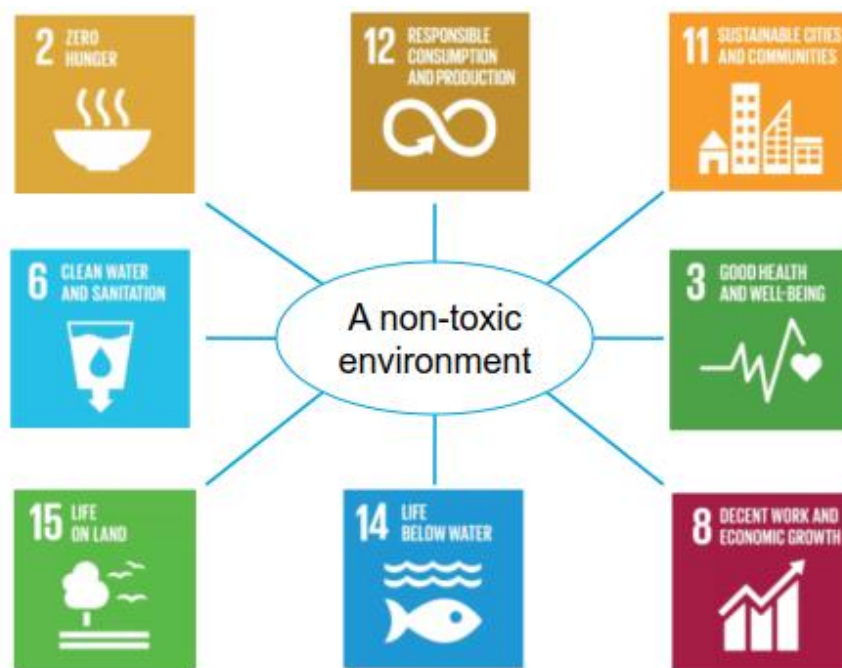 2 ZERO
HUNGER
12 RESPONSIBLE
CONSUMPTION
AND PRODUCTION
11 SUSTAINABLE CITIES
AND COMMUNITIES
6 CLEAN WATER
AND SANITATION
A non-toxic
environment
3 GOOD HEALTH
AND WELL-BEING
15 LIFE
ON LAND
14 LIFE
BELOW WATER
8 DECENT WORK AND
ECONOMIC GROWTH